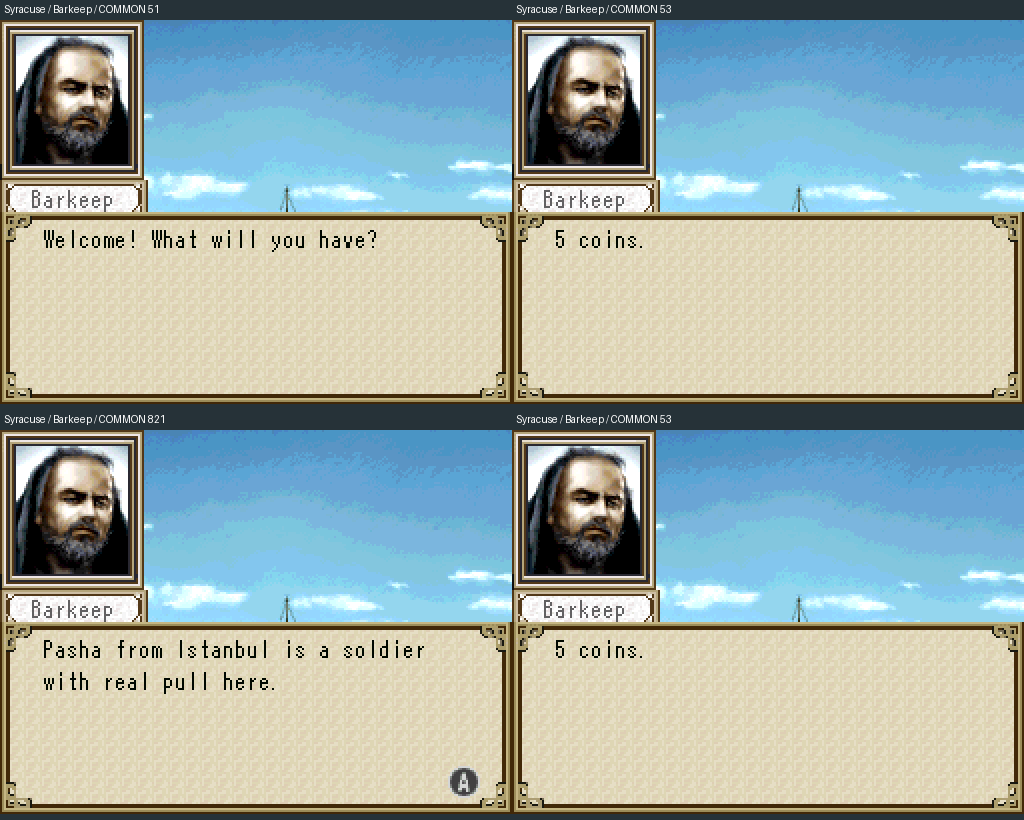 Syracuse / Barkeep / COMMON 51
Barkeep
Welcome! What will you have?
Syracuse / Barkeep / COMMON 53
Barkeep
5 coins.
Syracuse / Barkeep / COMMON 821
Barkeep
Pasha from Istanbul is a soldier
with real pull here.
A
Syracuse / Barkeep / COMMON 53
Barkeep
5 coins.